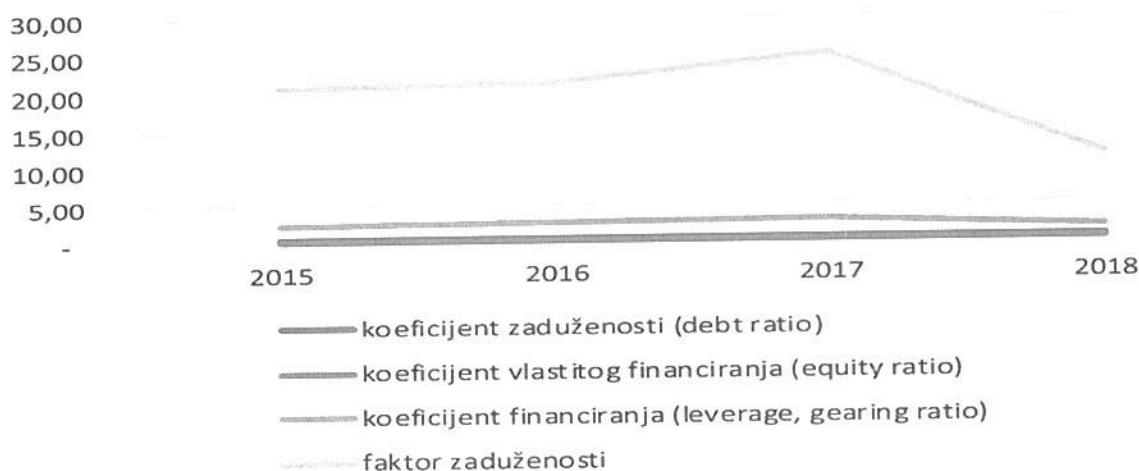 30,00
25,00
20,00
15,00
10,00
5,00
-
2015 2016 2017 2018
koeficijent zaduženosti (debt ratio)
koeficijent vlastitog financiranja (equity ratio)
koeficijent financiranja (leverage, gearing ratio)
faktor zaduženosti